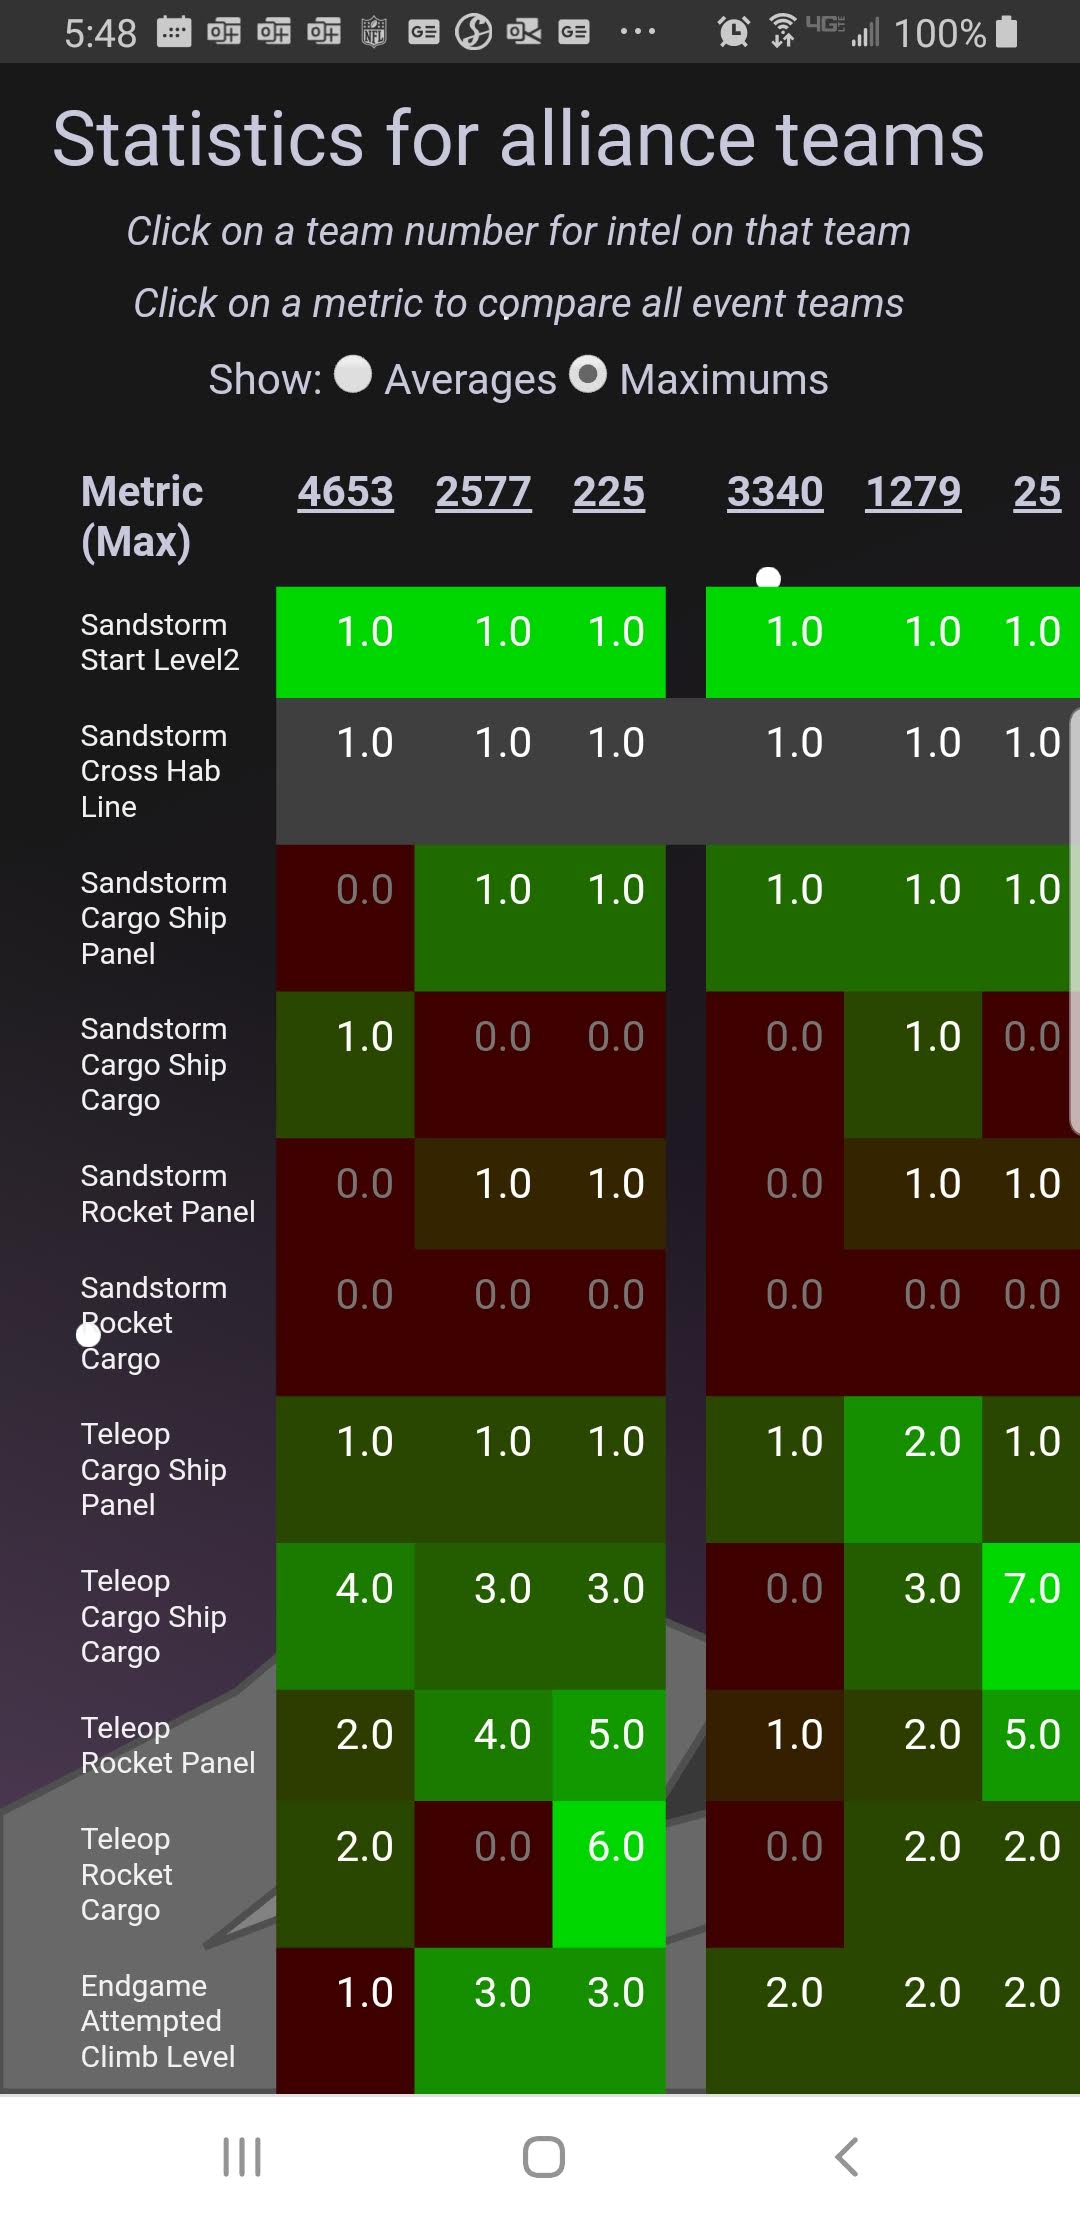 5:48 100%
Statistics for alliance teams
Click on a team number for intel on that team
Click on a metric to compare all event teams
Show: Averages Maximums
Metric (Max) 4653 2577 225 3340 1279 25
Sandstorm Start Level2 1.0 1.0 1.0 1.0 1.0 1.0
Sandstorm Cross Hab Line 1.0 1.0 1.0 1.0 1.0 1.0
Sandstorm Cargo Ship Panel 0.0 1.0 1.0 1.0 1.0 1.0
Sandstorm Cargo Ship Cargo 1.0 0.0 0.0 0.0 1.0 0.0
Sandstorm Rocket Panel 0.0 1.0 1.0 0.0 1.0 1.0
Sandstorm Rocket Cargo 0.0 0.0 0.0 0.0 0.0 0.0
Teleop Cargo Ship Panel 1.0 1.0 1.0 1.0 2.0 1.0
Teleop Cargo Ship Cargo 4.0 3.0 3.0 0.0 3.0 7.0
Teleop Rocket Panel 2.0 4.0 5.0 1.0 2.0 5.0
Teleop Rocket Cargo 2.0 0.0 6.0 0.0 2.0 2.0
Endgame Attempted Climb Level 1.0 3.0 3.0 2.0 2.0 2.0